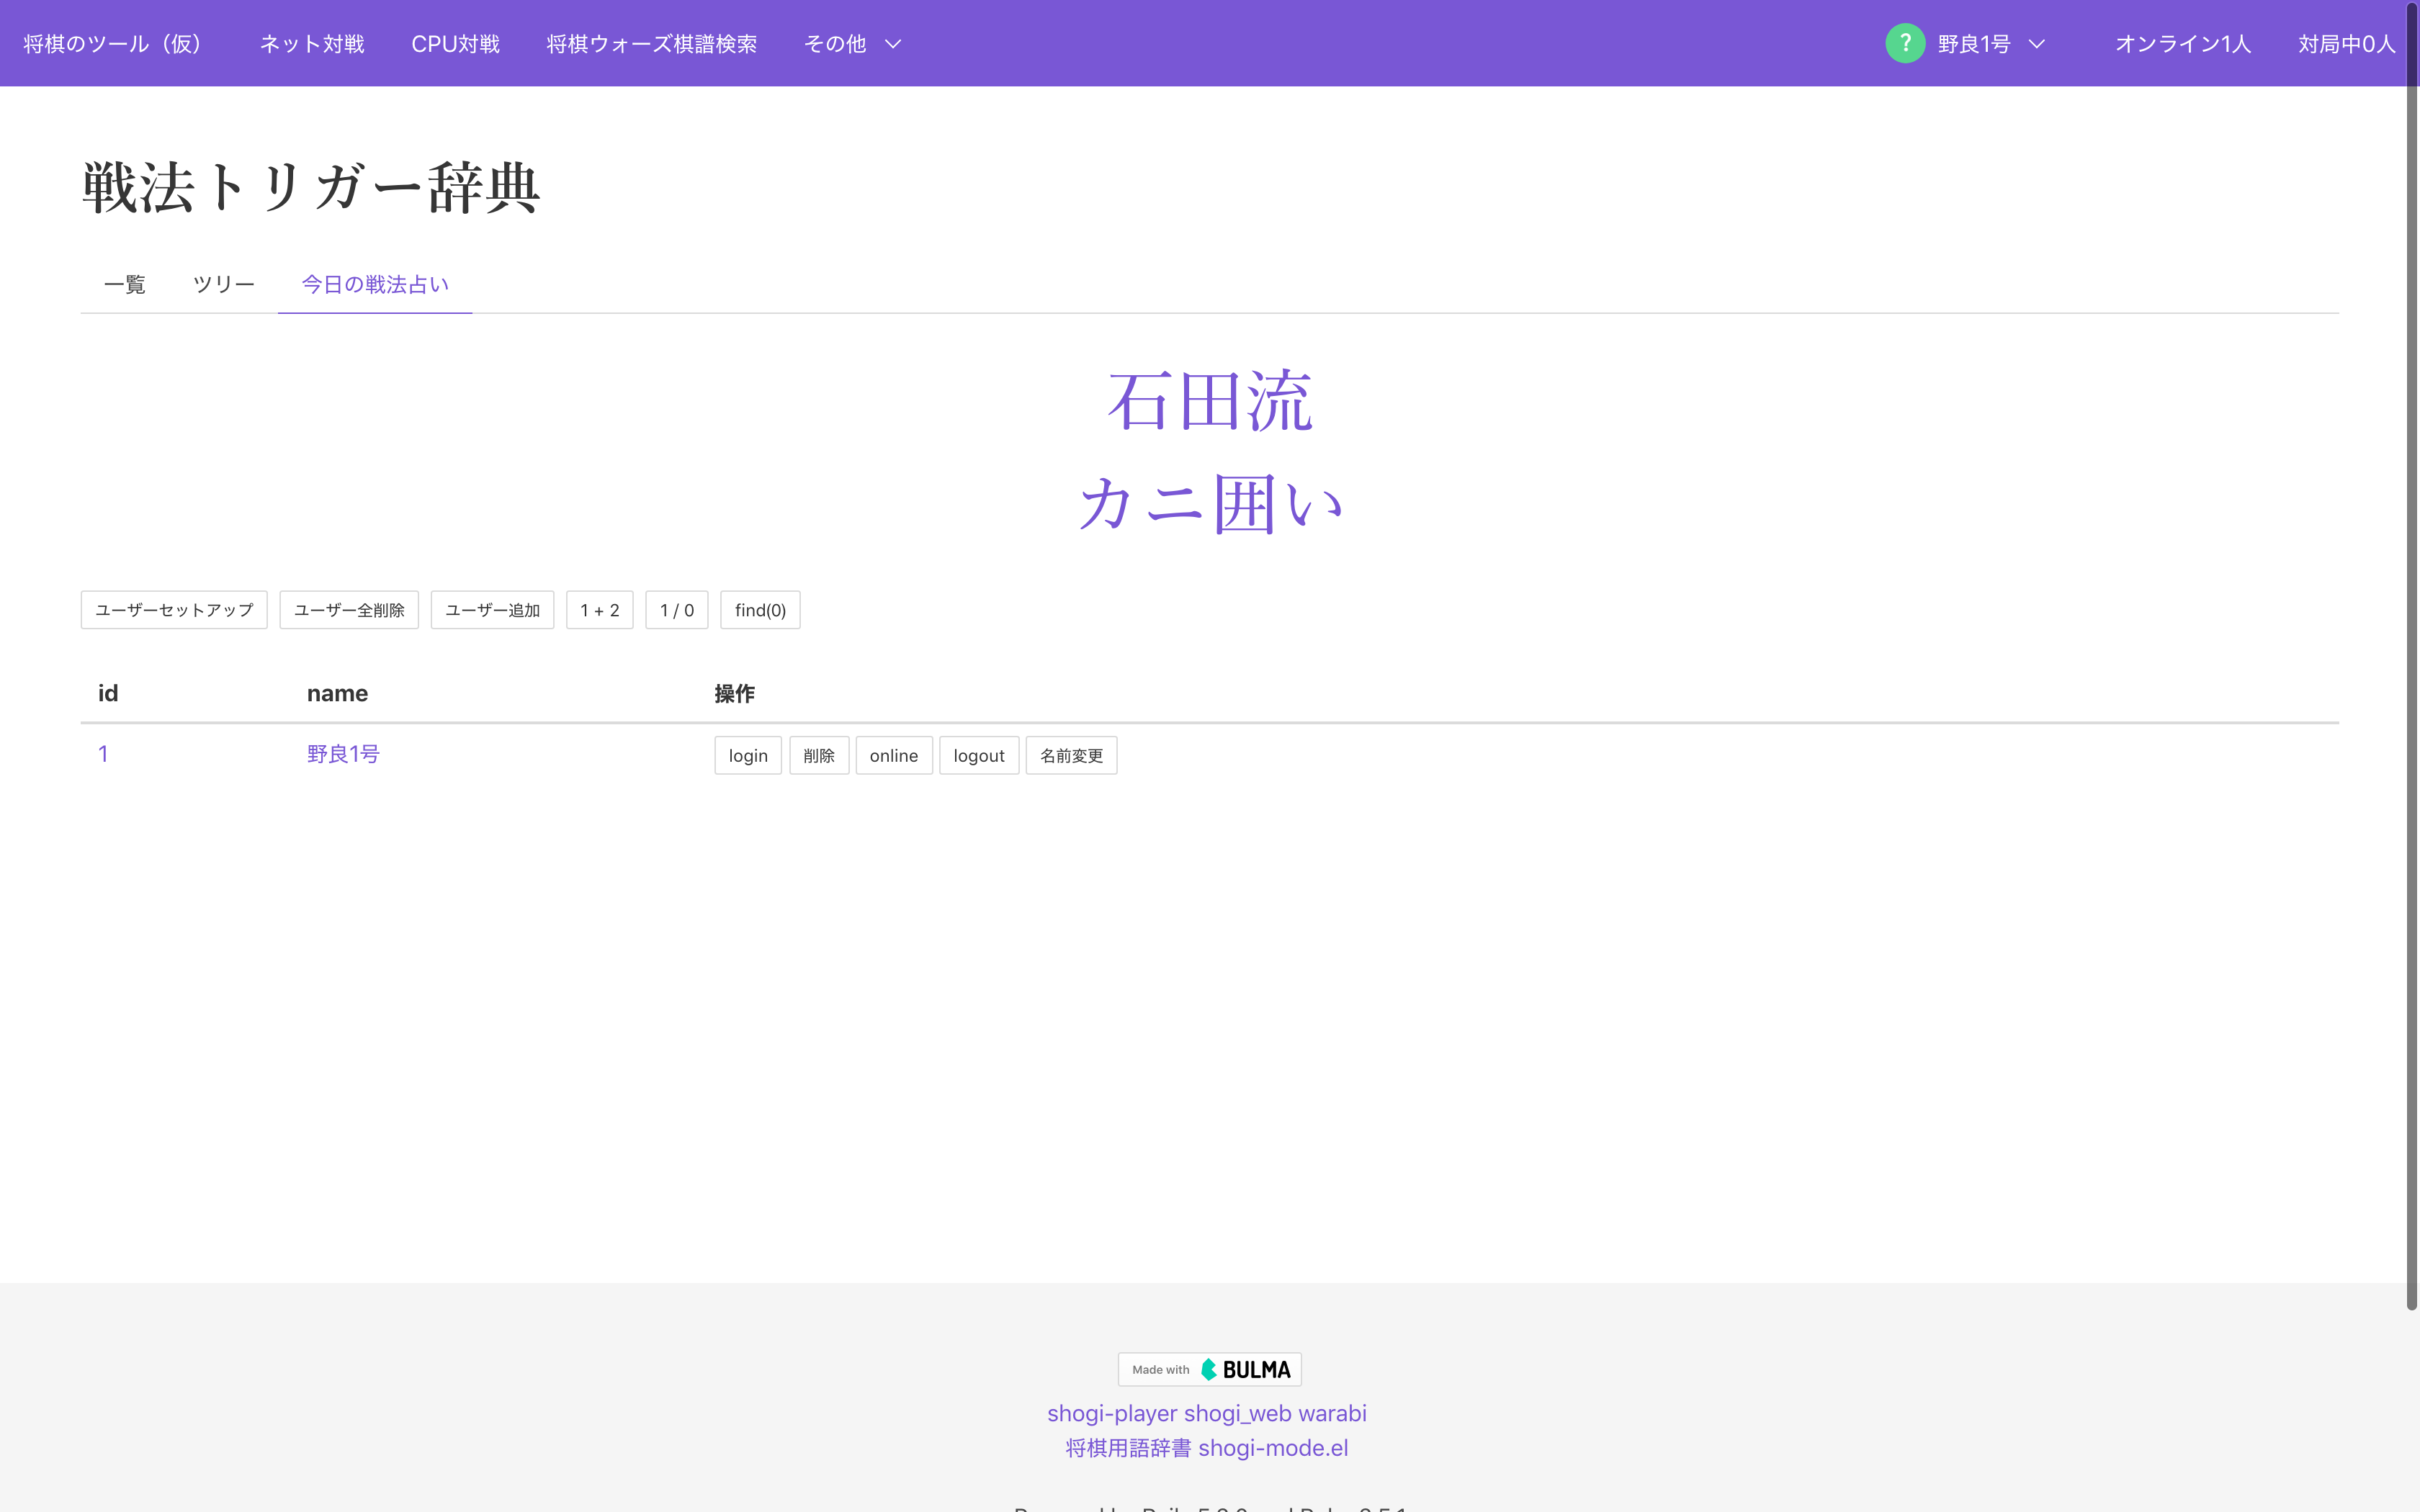 将棋のツール（仮） ネット対戦 CPU対戦 将棋ウォーズ棋譜検索 その他 ? 野良1号 オンライン1人 対局中0人
戦法トリガー辞典
一覧 ツリー 今日の戦法占い
石田流
カニ囲い
ユーザーセットアップ ユーザー全削除 ユーザー追加 1 + 2 1 / 0 find(0)
id name 操作
1 野良1号 login 削除 online logout 名前変更
Made with BULMA
shogi-player shogi_web warabi
将棋用語辞書 shogi-mode.el